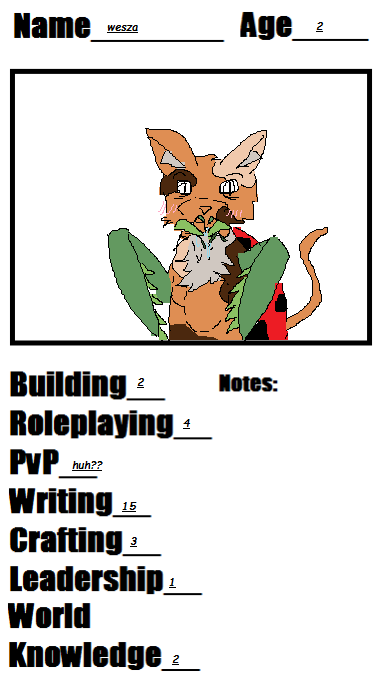 Name wesza Age 2
Building 2 Notes:
Roleplaying 4
PvP huh??
Writing 15
Crafting 3
Leadership 1
World
Knowledge 2